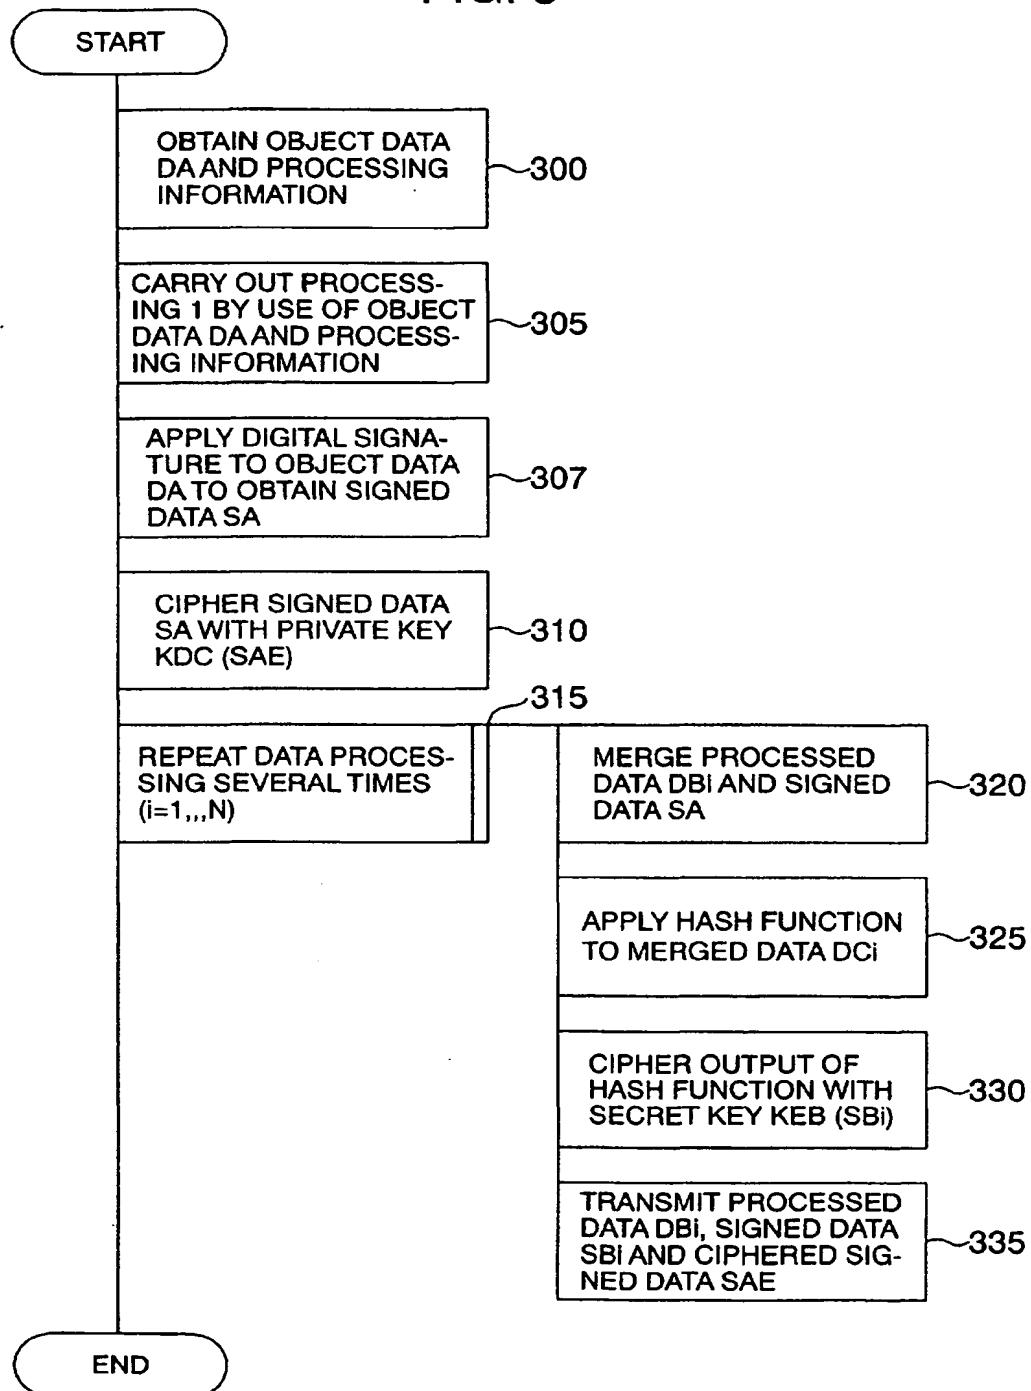 START
OBTAIN OBJECT DATA
DA AND PROCESSING
INFORMATION
300
CARRY OUT PROCESS-
ING 1 BY USE OF OBJECT
DATA DA AND PROCESS-
ING INFORMATION
305
APPLY DIGITAL SIGNA-
TURE TO OBJECT DATA
DA TO OBTAIN SIGNED
DATA SA
307
CIPHER SIGNED DATA
SA WITH PRIVATE KEY
KDC (SAE)
310
315
REPEAT DATA PROCES-
SING SEVERAL TIMES
(i=1,,,N)
MERGE PROCESSED
DATA DBi AND SIGNED
DATA SA
320
APPLY HASH FUNCTION
TO MERGED DATA DCi
325
CIPHER OUTPUT OF
HASH FUNCTION WITH
SECRET KEY KEB (SBi)
330
TRANSMIT PROCESSED
DATA DBi, SIGNED DATA
SBi AND CIPHERED SIG-
NED DATA SAE
335
END